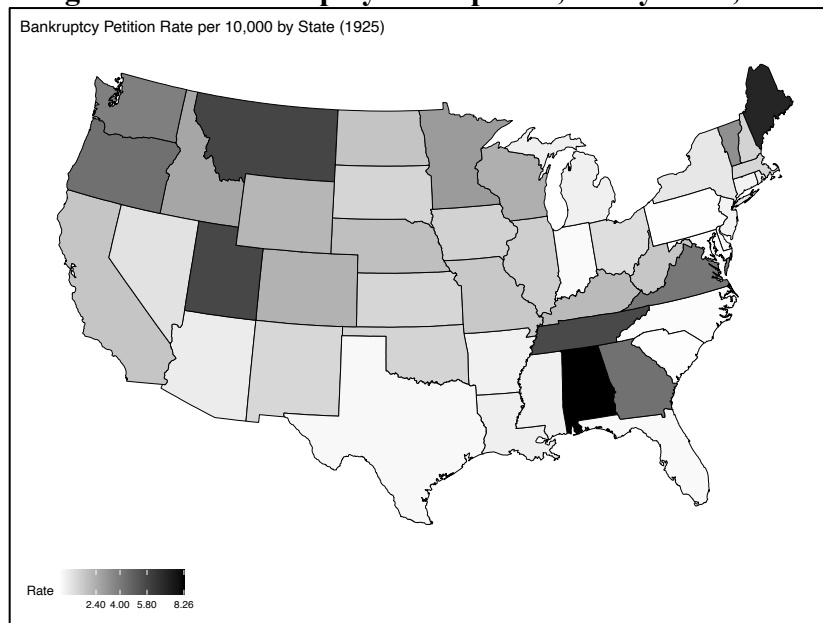 Bankruptcy Petition Rate per 10,000 by State (1925)
Rate
2.40 4.00 5.80 8.26